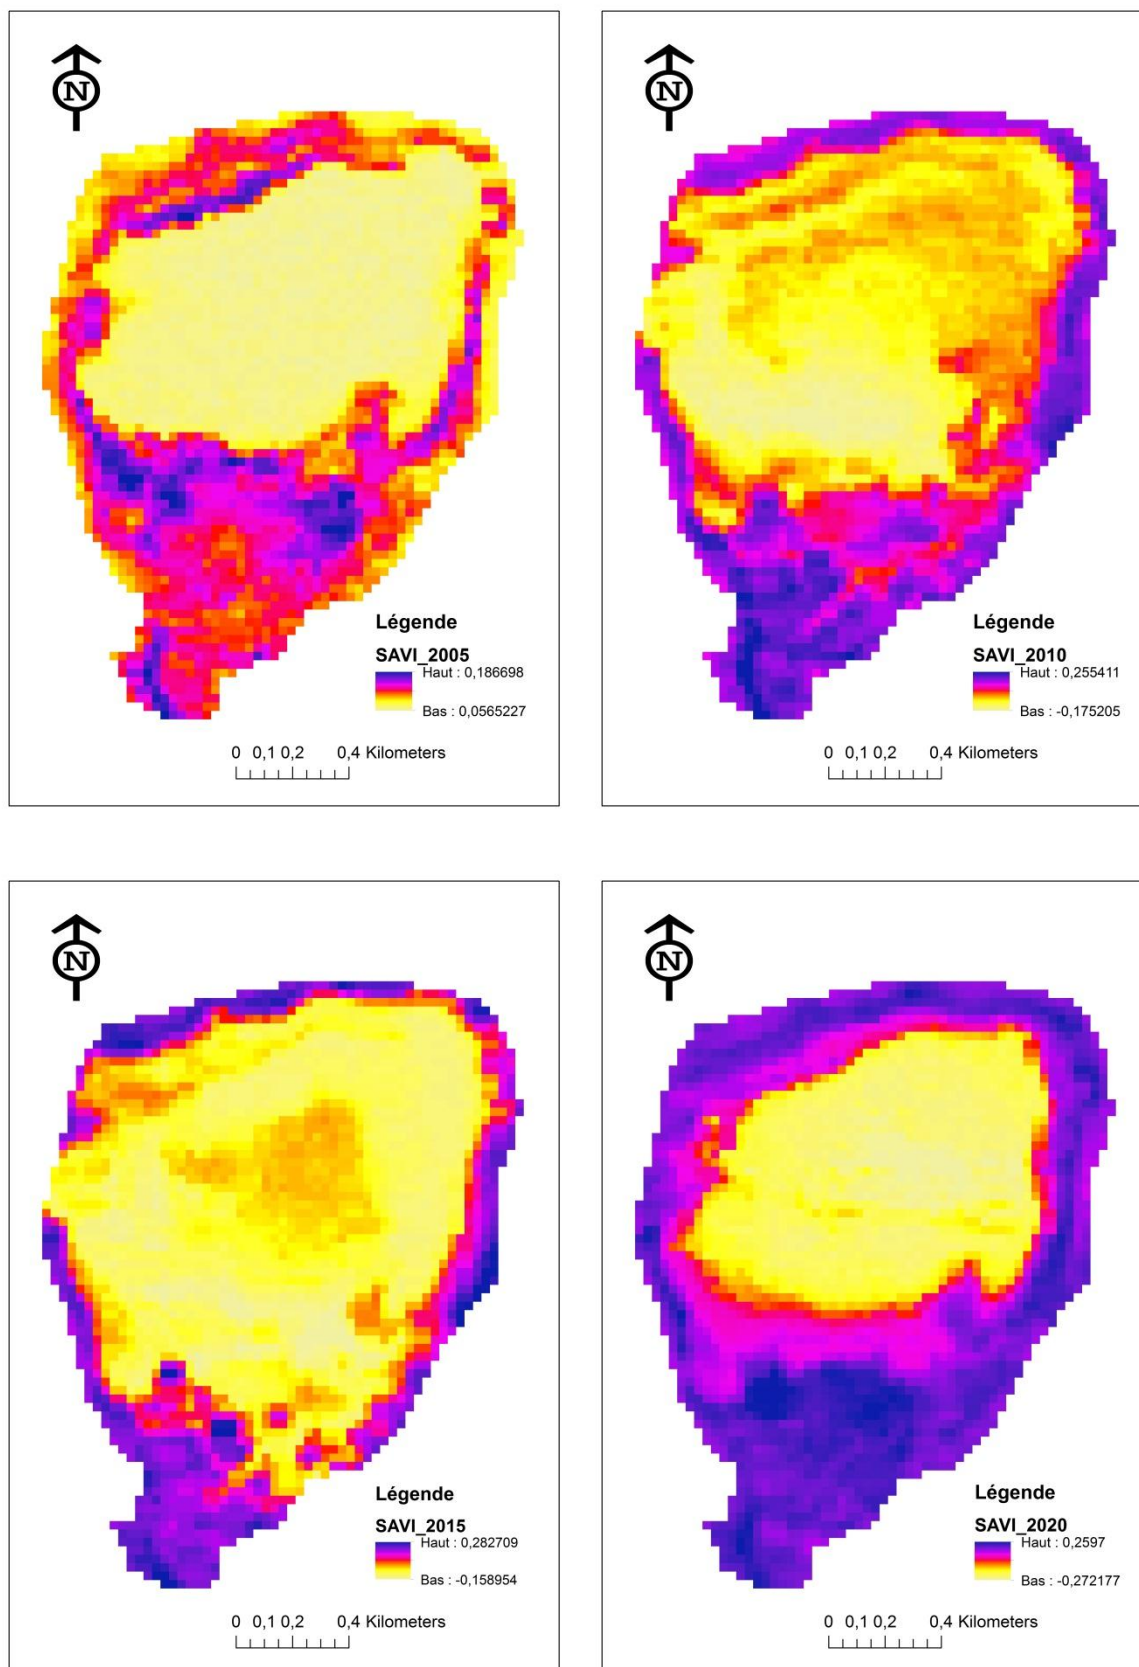 N
Légende
SAVI_2005
Haut : 0,186698
Bas : 0,0565227
0 0,1 0,2 0,4 Kilometers
N
Légende
SAVI_2010
Haut : 0,255411
Bas : -0,175205
0 0,1 0,2 0,4 Kilometers
N
Légende
SAVI_2015
Haut : 0,282709
Bas : -0,158954
0 0,1 0,2 0,4 Kilometers
N
Légende
SAVI_2020
Haut : 0,2597
Bas : -0,272177
0 0,1 0,2 0,4 Kilometers